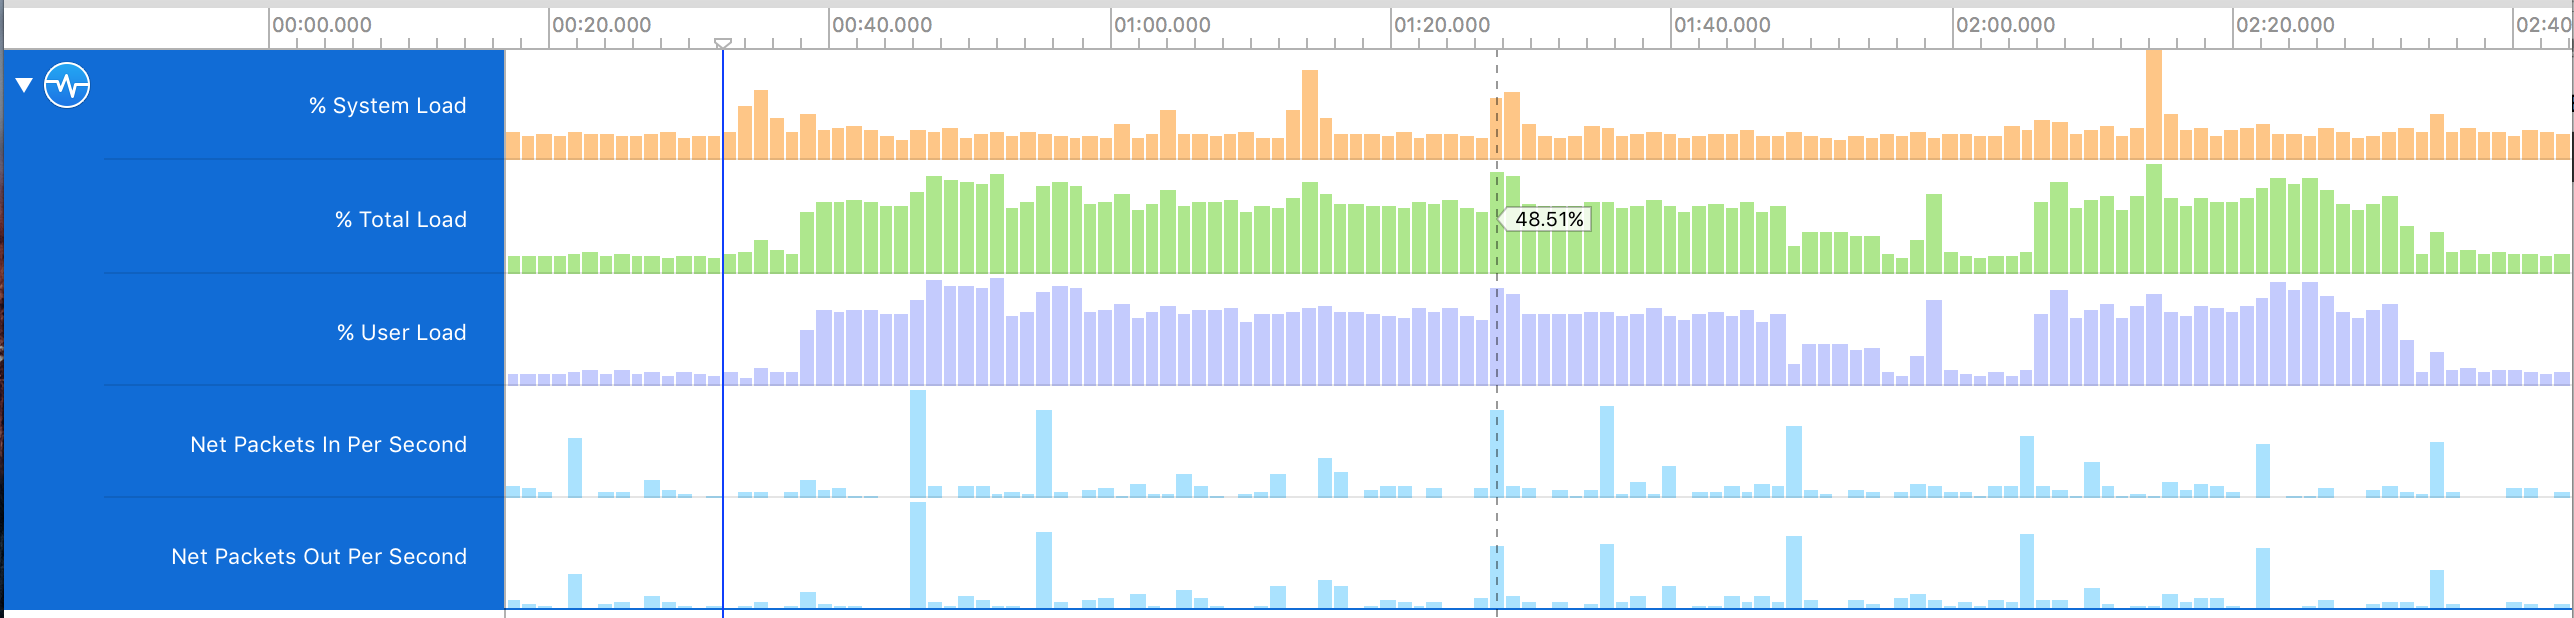 00:00.000 00:20.000 00:40.000 01:00.000 01:20.000 01:40.000 02:00.000 02:20.000 02:40
% System Load
% Total Load
48.51%
% User Load
Net Packets In Per Second
Net Packets Out Per Second